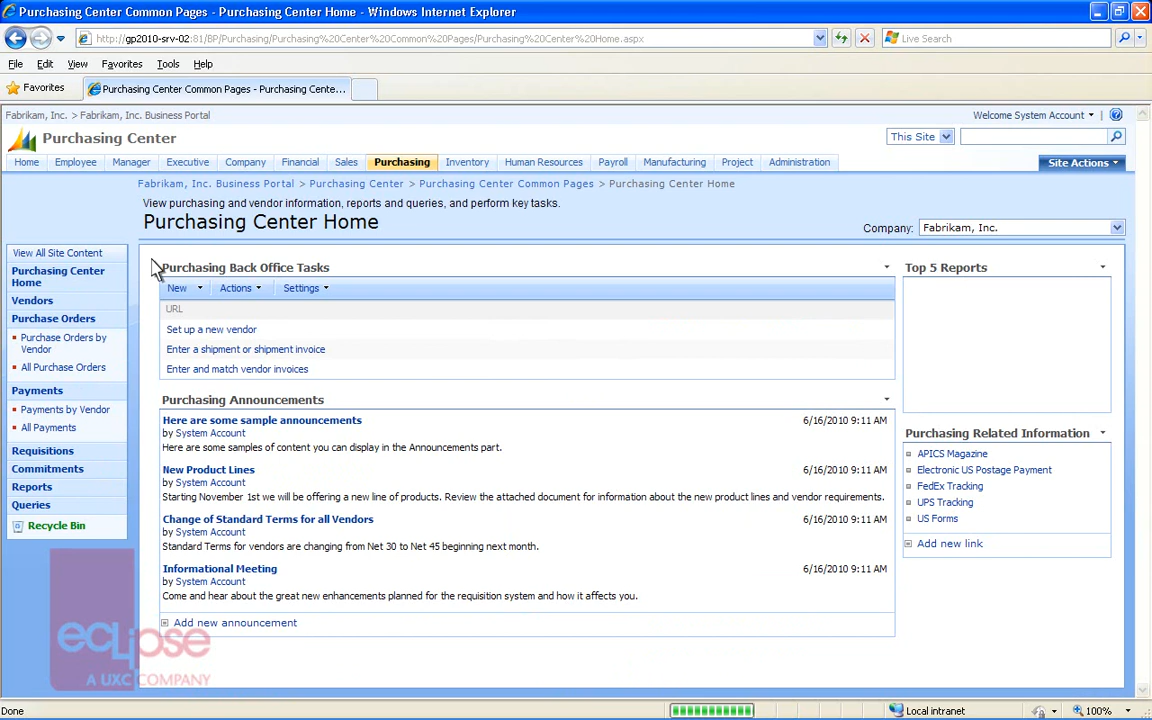 Purchasing Center Common Pages - Purchasing Center Home - Windows Internet Explorer
http://gp2010-srv-02:81/BP/Purchasing/Purchasing%20Center%20Common%20Pages/Purchasing%20Center%20Home.aspx
Live Search
File Edit View Favorites Tools Help
Favorites
Purchasing Center Common Pages - Purchasing Cente...
Fabrikam, Inc. > Fabrikam, Inc. Business Portal
Welcome System Account
Purchasing Center
This Site
Home Employee Manager Executive Company Financial Sales Purchasing Inventory Human Resources Payroll Manufacturing Project Administration
Site Actions
Fabrikam, Inc. Business Portal > Purchasing Center > Purchasing Center Common Pages > Purchasing Center Home
View purchasing and vendor information, reports and queries, and perform key tasks.
Purchasing Center Home
Company: Fabrikam, Inc.
View All Site Content
Purchasing Center
Home
Vendors
Purchase Orders
Purchase Orders by
Vendor
All Purchase Orders
Payments
Payments by Vendor
All Payments
Requisitions
Commitments
Reports
Queries
Recycle Bin
Purchasing Back Office Tasks
New Actions Settings
URL
Set up a new vendor
Enter a shipment or shipment invoice
Enter and match vendor invoices
Purchasing Announcements
Here are some sample announcements 6/16/2010 9:11 AM
by System Account
Here are some samples of content you can display in the Announcements part.
New Product Lines 6/16/2010 9:11 AM
by System Account
Starting November 1st we will be offering a new line of products. Review the attached document for information about the new product lines and vendor requirements.
Change of Standard Terms for all Vendors 6/16/2010 9:11 AM
by System Account
Standard Terms for vendors are changing from Net 30 to Net 45 beginning next month.
Informational Meeting 6/16/2010 9:11 AM
by System Account
Come and hear about the great new enhancements planned for the requisition system and how it affects you.
Add new announcement
Top 5 Reports
Purchasing Related Information
APICS Magazine
Electronic US Postage Payment
FedEx Tracking
UPS Tracking
US Forms
Add new link
eclipse
A UXC COMPANY
Done
Local intranet
100%